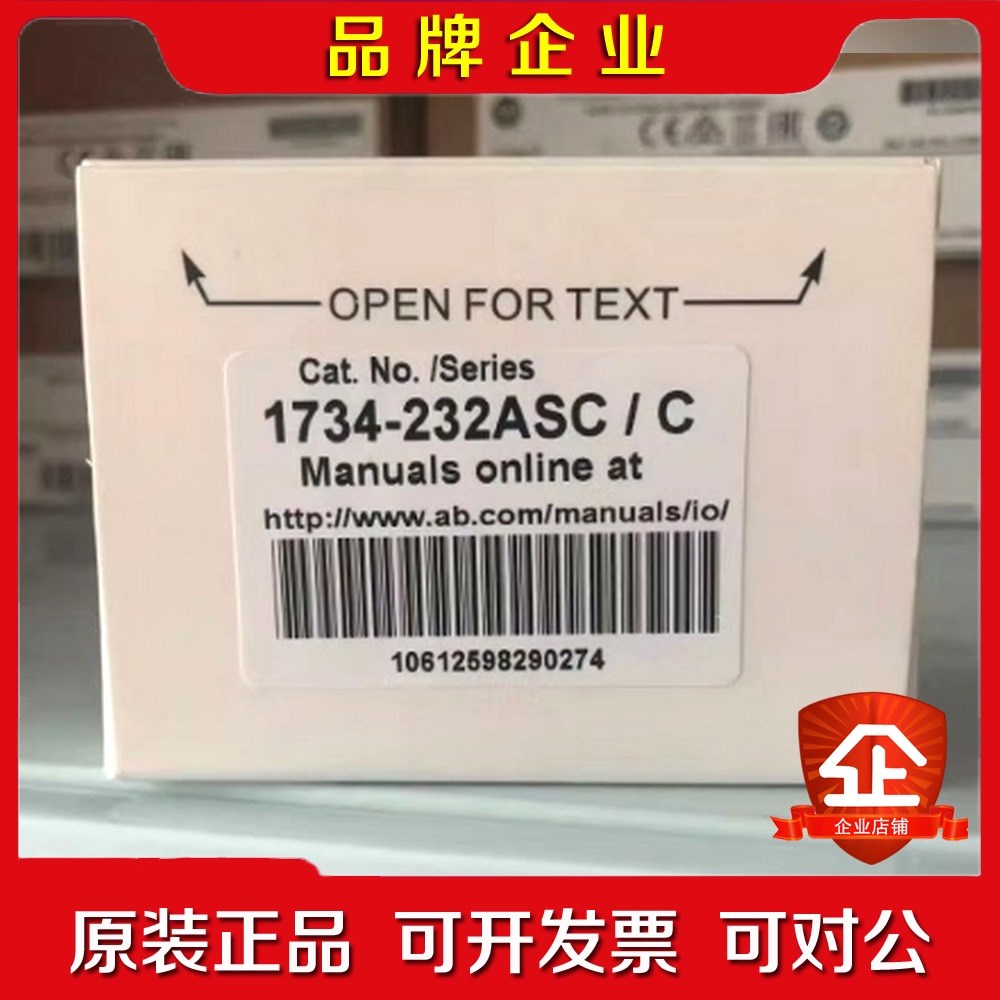 品牌企业
OPEN FOR TEXT
Cat. No. /Series
1734-232ASC / C
Manuals online at
http://www.ab.com/manuals/io/
10612598290274
企
企业店铺
原装正品 可开发票 可对公